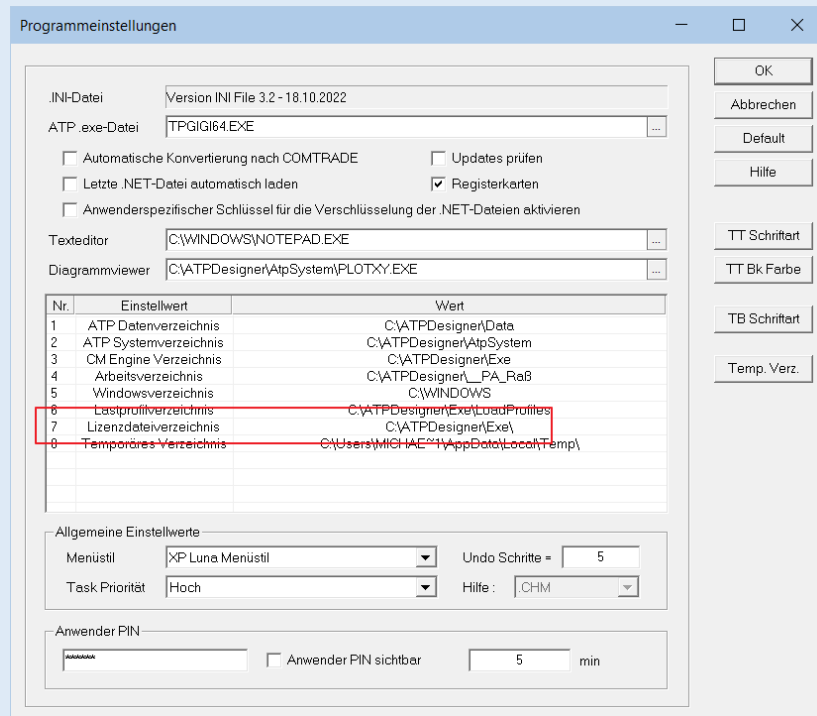 Programmeinstellungen
OK
.INI-Datei Version INI File 3.2 - 18.10.2022
Abbrechen
ATP .exe-Datei TPGIGI64.EXE ...
Default
Automatische Konvertierung nach COMTRADE Updates prüfen
Hilfe
Letzte .NET-Datei automatisch laden Registerkarten
Anwenderspezifischer Schlüssel für die Verschlüsselung der .NET-Dateien aktivieren
Texteditor C:\WINDOWS\NOTEPAD.EXE ...
TT Schriftart
Diagrammviewer C:\ATPDesigner\AtpSystem\PLOTXY.EXE ...
TT Bk Farbe
Nr. Einstellwert Wert
1 ATP Datenverzeichnis C:\ATPDesigner\Data
TB Schriftart
2 ATP Systemverzeichnis C:\ATPDesigner\AtpSystem
3 CM Engine Verzeichnis C:\ATPDesigner\Exe
4 Arbeitsverzeichnis C:\ATPDesigner\__PA_Raß
Temp. Verz.
5 Windowsverzeichnis C:\WINDOWS
6 Lastprofilverzeichnis C:\ATPDesigner\Exe\LoadProfiles
7 Lizenzdateiverzeichnis C:\ATPDesigner\Exe\
8 Temporäres Verzeichnis C:\Users\MICHAE~1\AppData\Local\Temp\
Allgemeine Einstellwerte
Menüstil XP Luna Menüstil Undo Schritte = 5
Task Priorität Hoch Hilfe : .CHM
Anwender PIN
****** Anwender PIN sichtbar 5 min